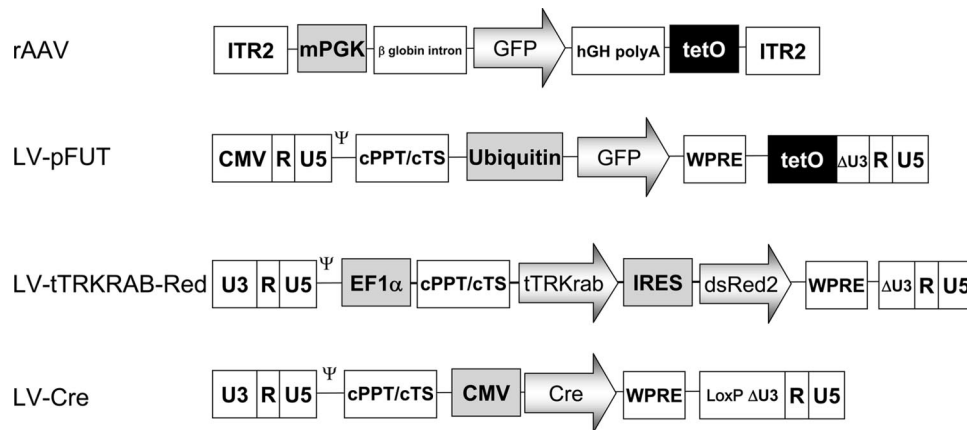 rAAV ITR2 mPGK β globin intron GFP hGH polyA tetO ITR2
LV-pFUT CMV R U5 Ψ cPPT/cTS Ubiquitin GFP WPRE tetO ΔU3 R U5
LV-tTRKRAB-Red U3 R U5 Ψ EF1α cPPT/cTS tTRKrab IRES dsRed2 WPRE ΔU3 R U5
LV-Cre U3 R U5 Ψ cPPT/cTS CMV Cre WPRE LoxP ΔU3 R U5